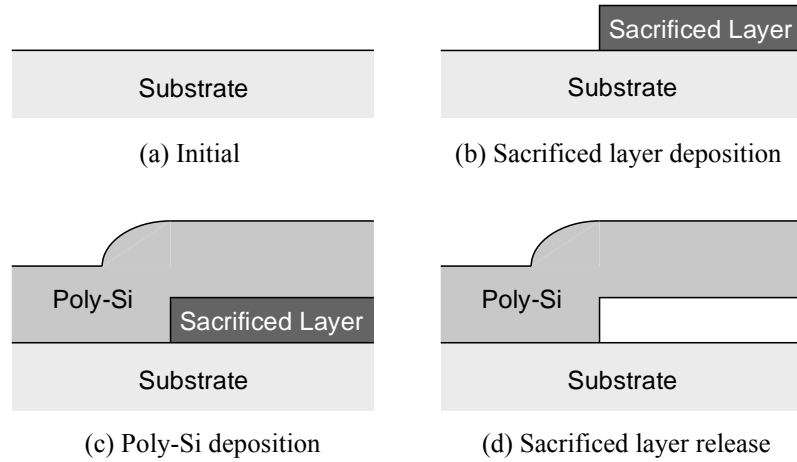 Substrate
(a) Initial
Sacrificed Layer
Substrate
(b) Sacrificed layer deposition
Poly-Si
Sacrificed Layer
Substrate
(c) Poly-Si deposition
Poly-Si
Substrate
(d) Sacrificed layer release